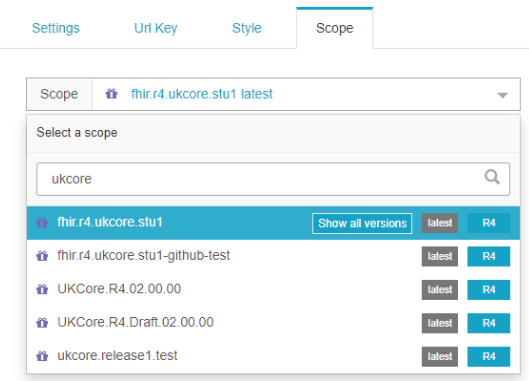 Settings Url Key Style Scope
Scope fhir.r4.ukcore.stu1 latest
Select a scope
ukcore
fhir.r4.ukcore.stu1 Show all versions latest R4
fhir.r4.ukcore.stu1-github-test latest R4
UKCore.R4.02.00.00 latest R4
UKCore.R4.Draft.02.00.00 latest R4
ukcore.release1.test latest R4